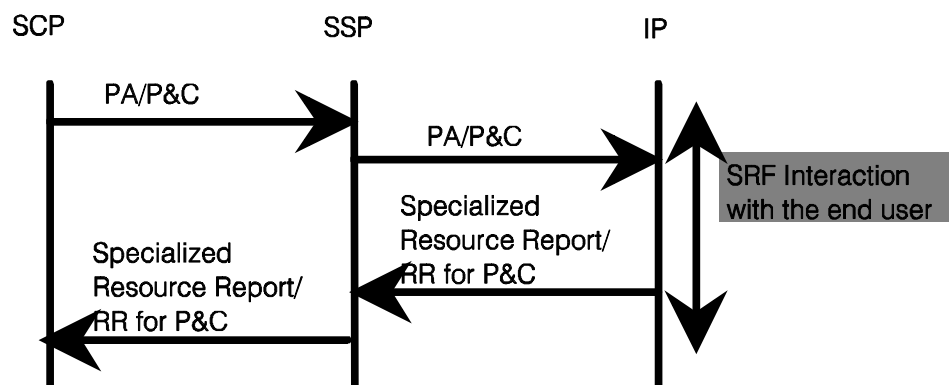 SCP
SSP
IP
PA/P&C
PA/P&C
SRF Interaction
with the end user
Specialized
Resource Report/
RR for P&C
Specialized
Resource Report/
RR for P&C